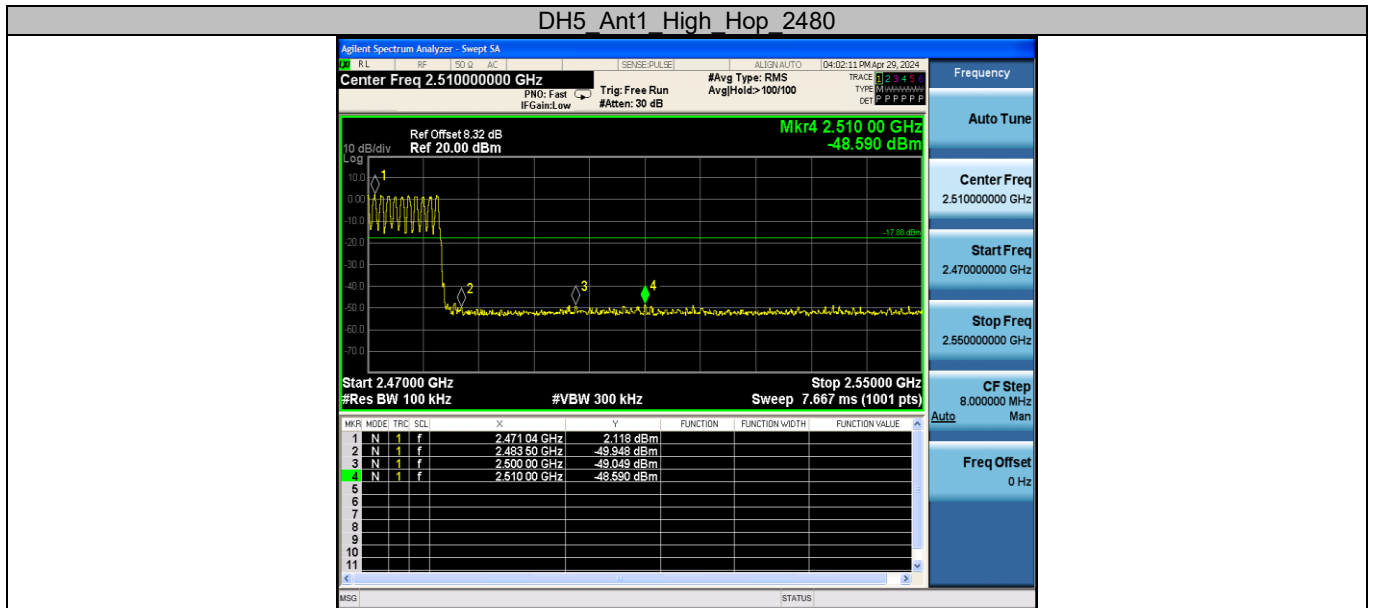 DH5_Ant1_High_Hop_2480
Agilent Spectrum Analyzer - Swept SA
RL RF 50 Ω AC SENSE:PULSE ALIGN AUTO 04:02:11 PM Apr 29, 2024
Center Freq 2.510000000 GHz
PNO: Fast
IFGain:Low
Trig: Free Run
#Atten: 30 dB
#Avg Type: RMS
Avg|Hold:>100/100
TRACE 1 2 3 4 5 6
TYPE M
DET P P P P P P
Frequency
Mkr4 2.510 00 GHz
-48.590 dBm
Ref Offset 8.32 dB
10 dB/div Ref 20.00 dBm
Log
10.0
0.00
-10.0
-20.0
-30.0
-40.0
-50.0
-60.0
-70.0
1
2
3
4
-17.88 dBm
Start 2.47000 GHz Stop 2.55000 GHz
#Res BW 100 kHz #VBW 300 kHz Sweep 7.667 ms (1001 pts)
MKR MODE TRC SCL X Y FUNCTION FUNCTION WIDTH FUNCTION VALUE
1 N 1 f 2.471 04 GHz 2.118 dBm
2 N 1 f 2.483 50 GHz -49.948 dBm
3 N 1 f 2.500 00 GHz -49.049 dBm
4 N 1 f 2.510 00 GHz -48.590 dBm
5
6
7
8
9
10
11
MSG STATUS
Auto Tune
Center Freq
2.510000000 GHz
Start Freq
2.470000000 GHz
Stop Freq
2.550000000 GHz
CF Step
8.000000 MHz
Auto Man
Freq Offset
0 Hz